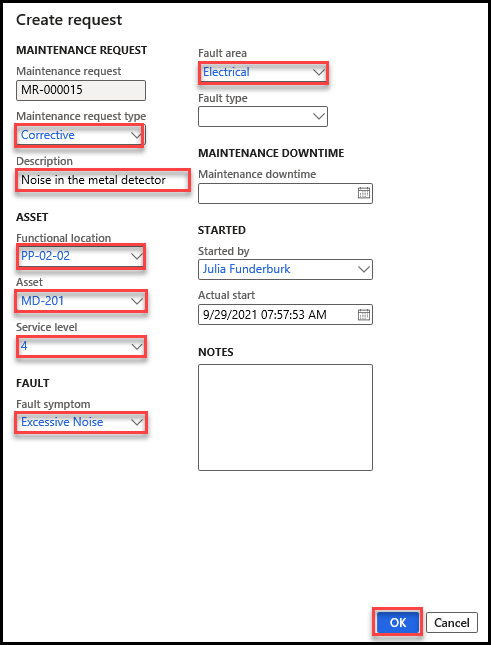 Create request
MAINTENANCE REQUEST
Maintenance request
MR-000015
Maintenance request type
Corrective
Description
Noise in the metal detector
ASSET
Functional location
PP-02-02
Asset
MD-201
Service level
4
FAULT
Fault symptom
Excessive Noise
Fault area
Electrical
Fault type
MAINTENANCE DOWNTIME
Maintenance downtime
STARTED
Started by
Julia Funderburk
Actual start
9/29/2021 07:57:53 AM
NOTES
OK
Cancel